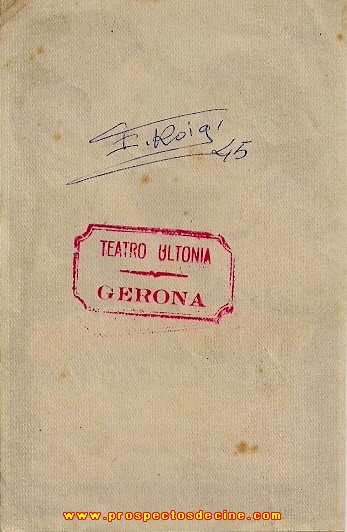 E. Roig
45
TEATRO ULTONIA
GERONA
www.prospectosdecine.com